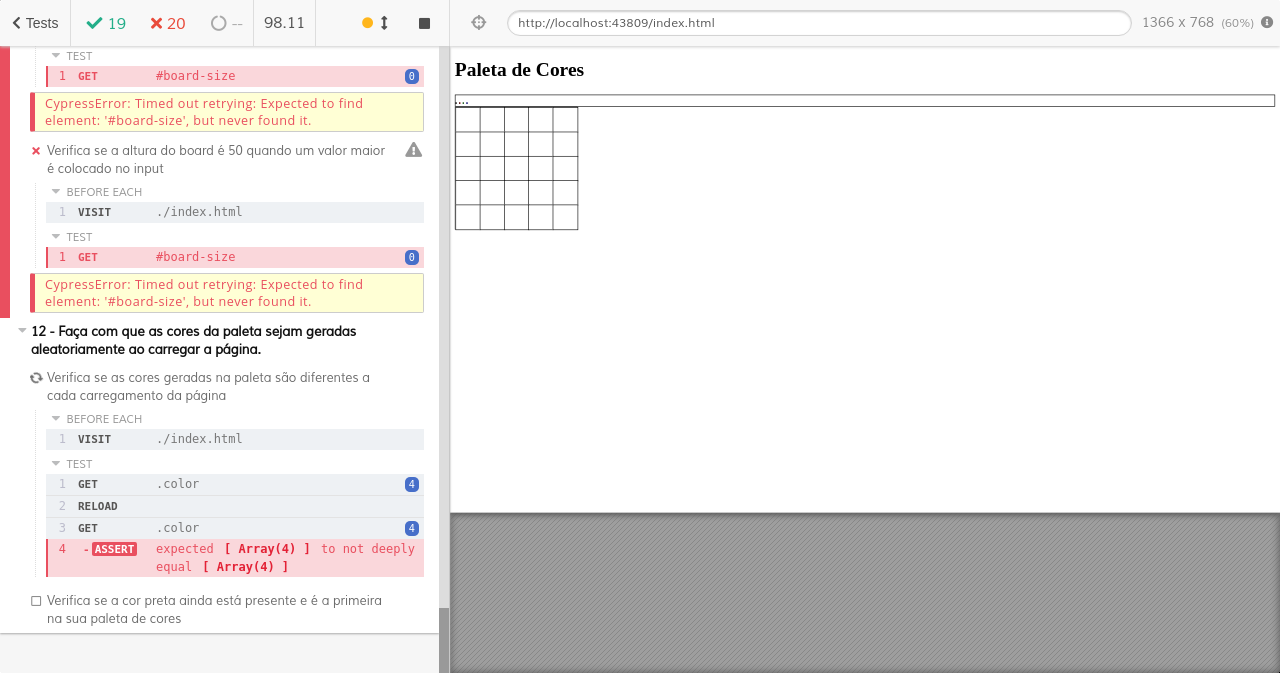 Tests
19
20
--
98.11
http://localhost:43809/index.html
1366 x 768 (60%)
TEST
1 GET #board-size 0
CypressError: Timed out retrying: Expected to find
element: '#board-size', but never found it.
Verifica se a altura do board é 50 quando um valor maior
é colocado no input
BEFORE EACH
1 VISIT ./index.html
TEST
1 GET #board-size 0
CypressError: Timed out retrying: Expected to find
element: '#board-size', but never found it.
12 - Faça com que as cores da paleta sejam geradas
aleatoriamente ao carregar a página.
Verifica se as cores geradas na paleta são diferentes a
cada carregamento da página
BEFORE EACH
1 VISIT ./index.html
TEST
1 GET .color 4
2 RELOAD
3 GET .color 4
4 -ASSERT expected [ Array(4) ] to not deeply
equal [ Array(4) ]
Verifica se a cor preta ainda está presente e é a primeira
na sua paleta de cores
Paleta de Cores
....